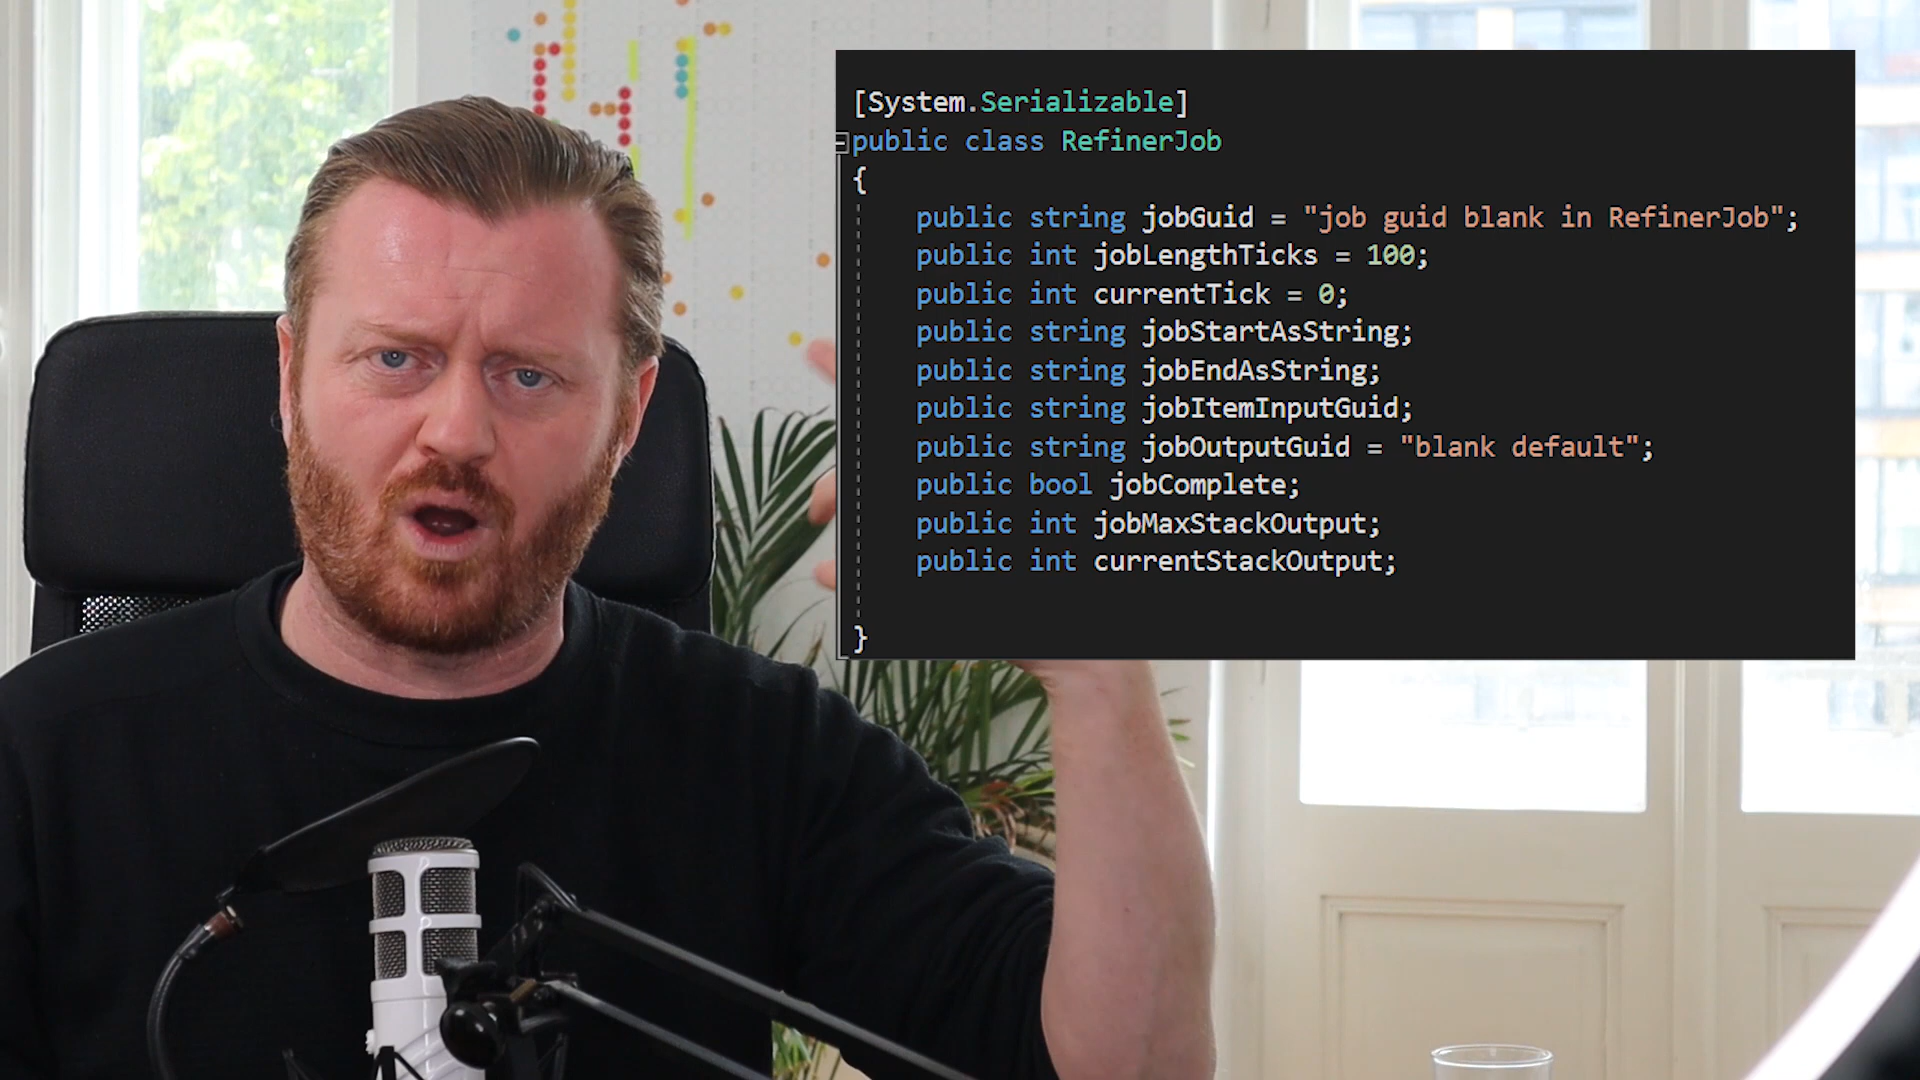 [System.Serializable]
public class RefinerJob
{
public string jobGuid = "job guid blank in RefinerJob";
public int jobLengthTicks = 100;
public int currentTick = 0;
public string jobStartAsString;
public string jobEndAsString;
public string jobItemInputGuid;
public string jobOutputGuid = "blank default";
public bool jobComplete;
public int jobMaxStackOutput;
public int currentStackOutput;
}